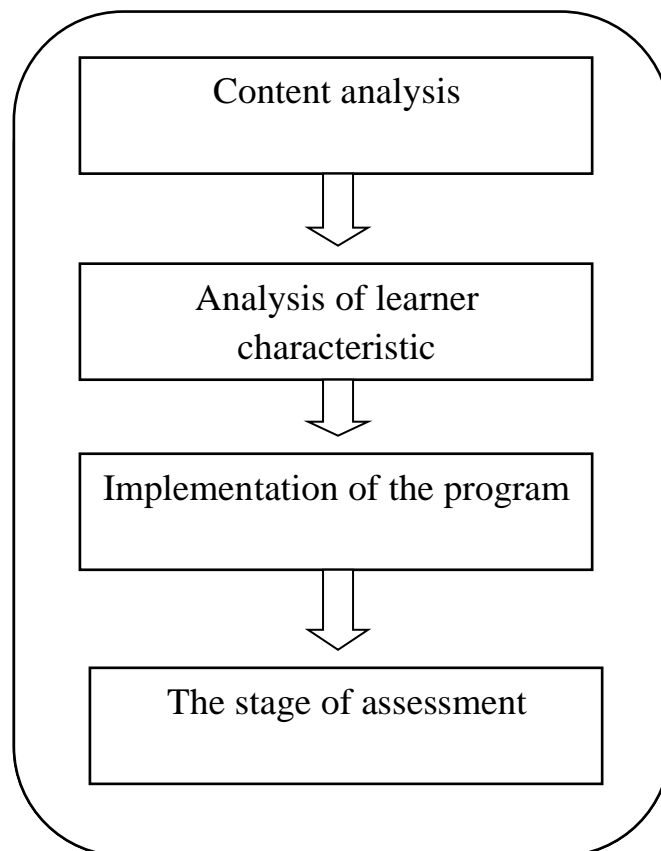 Content analysis
Analysis of learner
characteristic
Implementation of the program
The stage of assessment